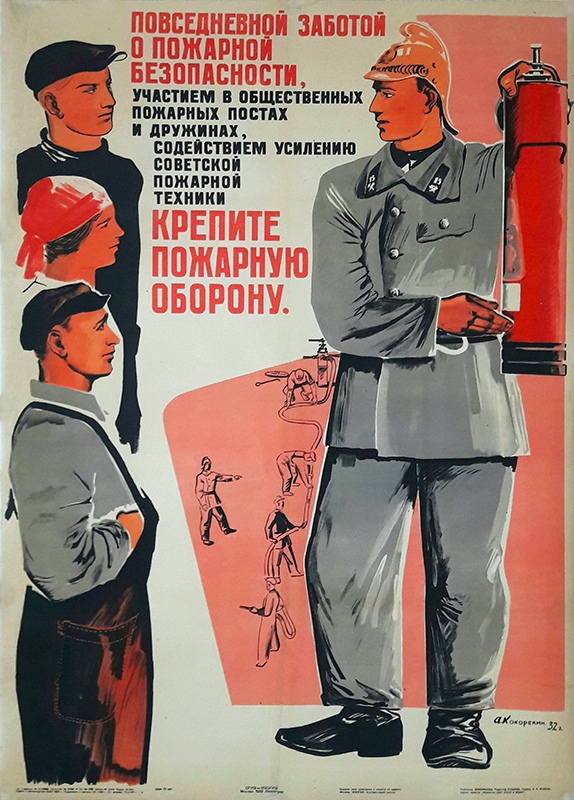 ПОВСЕДНЕВНОЙ ЗАБОТОЙ
О ПОЖАРНОЙ
БЕЗОПАСНОСТИ,
УЧАСТИЕМ В ОБЩЕСТВЕННЫХ
ПОЖАРНЫХ ПОСТАХ
И ДРУЖИНАХ,
СОДЕЙСТВИЕМ УСИЛЕНИЮ
СОВЕТСКОЙ
ПОЖАРНОЙ
ТЕХНИКИ
КРЕПИТЕ
ПОЖАРНУЮ
ОБОРОНУ.
А.Кокорекин. 32 г.